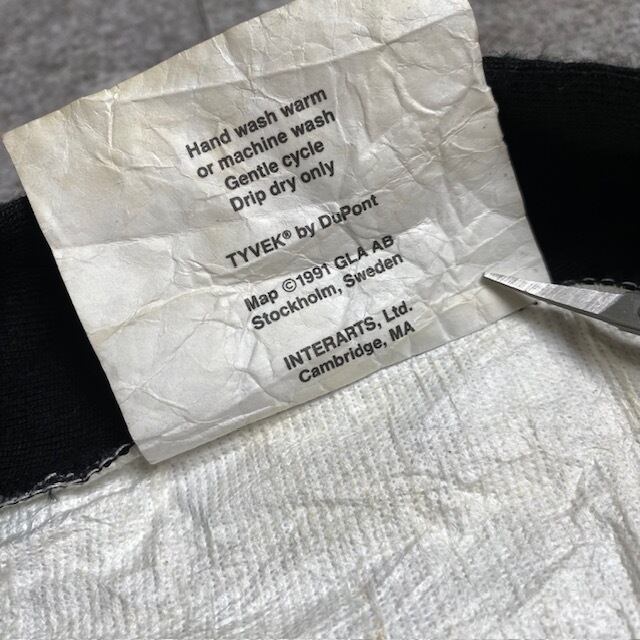 Hand wash warm
or machine wash
Gentle cycle
Drip dry only
TYVEK® by DuPont
Map ©1991 GLA AB
Stockholm, Sweden
INTERARTS, Ltd.
Cambridge, MA